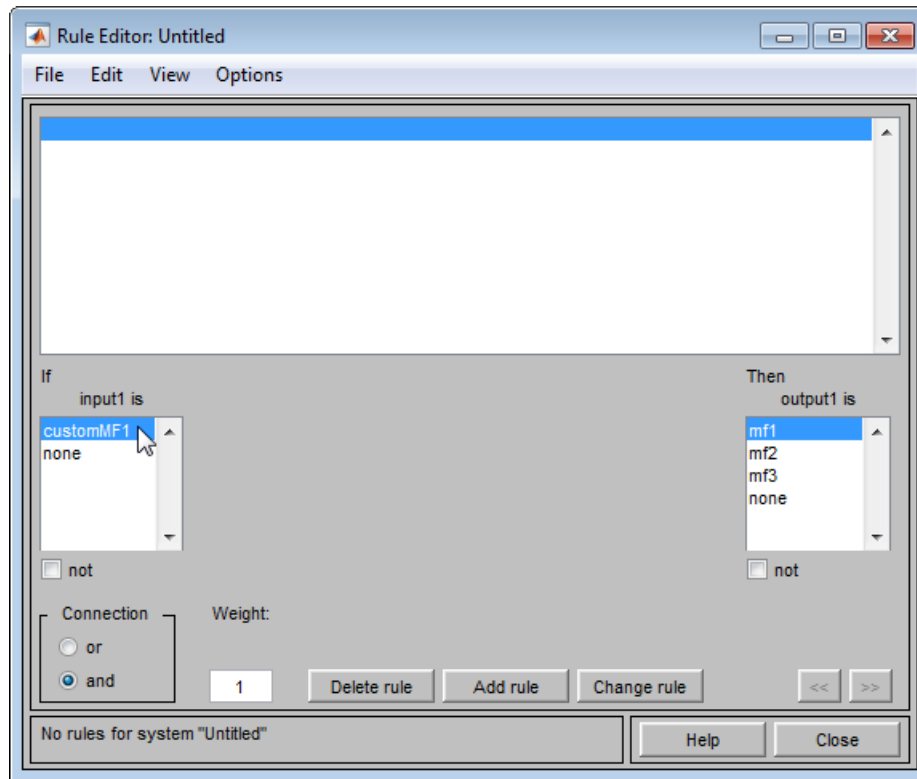 Rule Editor: Untitled
File Edit View Options
If
input1 is
customMF1
none
not
Then
output1 is
mf1
mf2
mf3
none
not
Connection
or
and
Weight:
1
Delete rule
Add rule
Change rule
<<
>>
No rules for system "Untitled"
Help
Close